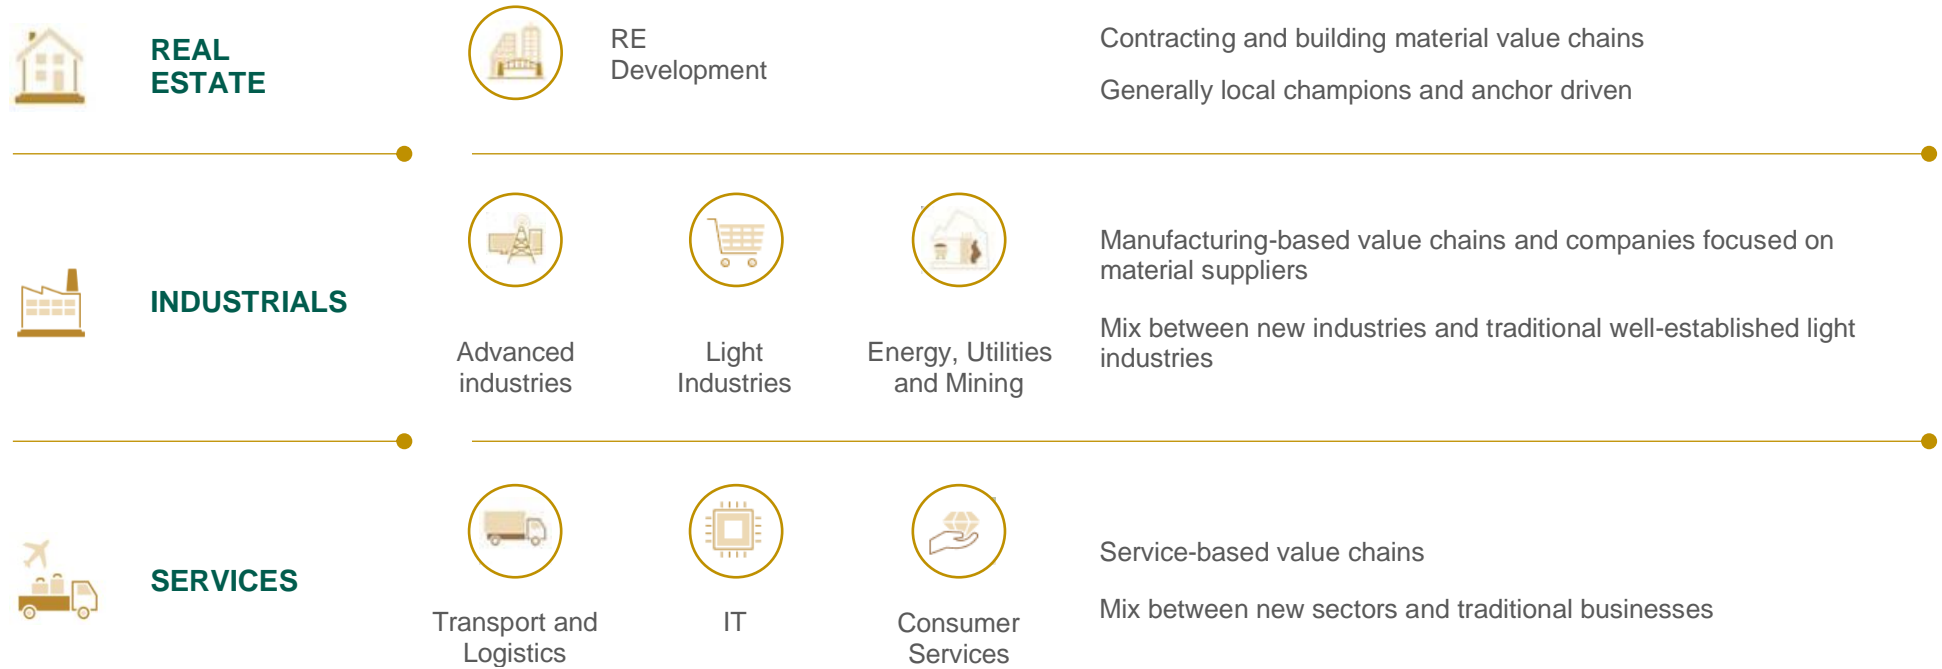 REAL
ESTATE
RE
Development
Contracting and building material value chains
Generally local champions and anchor driven
INDUSTRIALS
Advanced
industries
Light
Industries
Energy, Utilities
and Mining
Manufacturing-based value chains and companies focused on
material suppliers
Mix between new industries and traditional well-established light
industries
SERVICES
Transport and
Logistics
IT
Consumer
Services
Service-based value chains
Mix between new sectors and traditional businesses